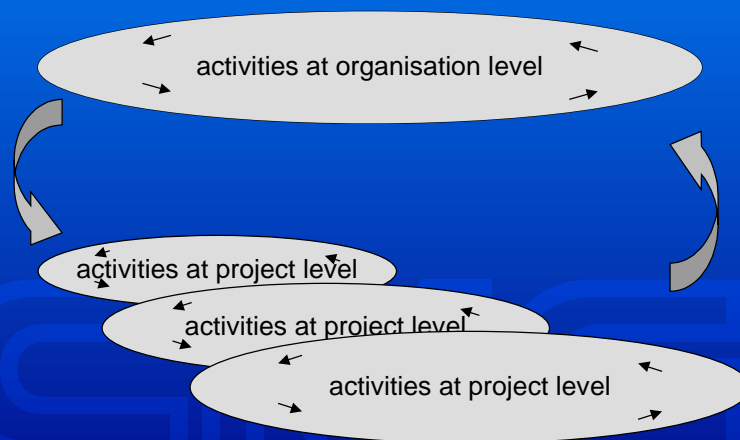 activities at organisation level
activities at project level
activities at project level
activities at project level